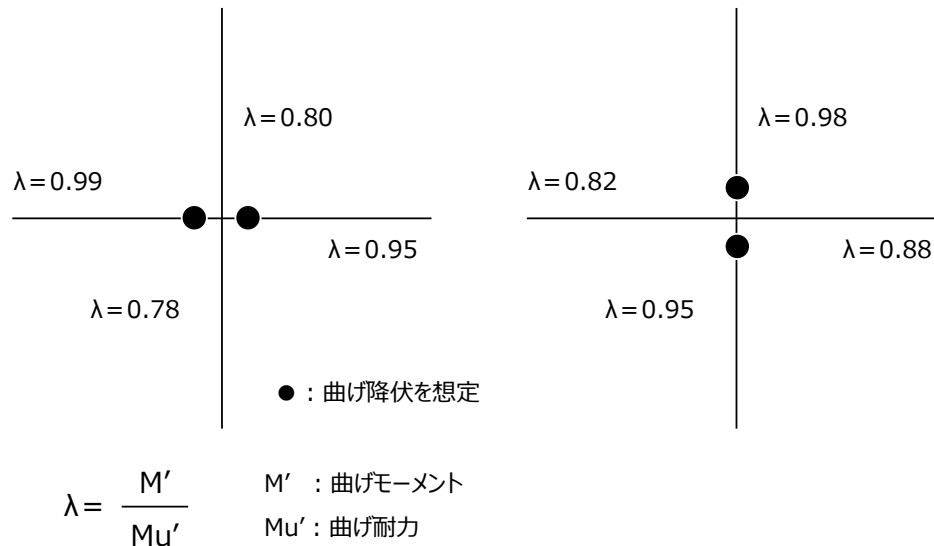 λ=0.80
λ=0.99
λ=0.95
λ=0.78
λ=0.98
λ=0.82
λ=0.88
λ=0.95
● : 曲げ降伏を想定
λ= M′ / Mu′
M′ : 曲げモーメント
Mu′ : 曲げ耐力